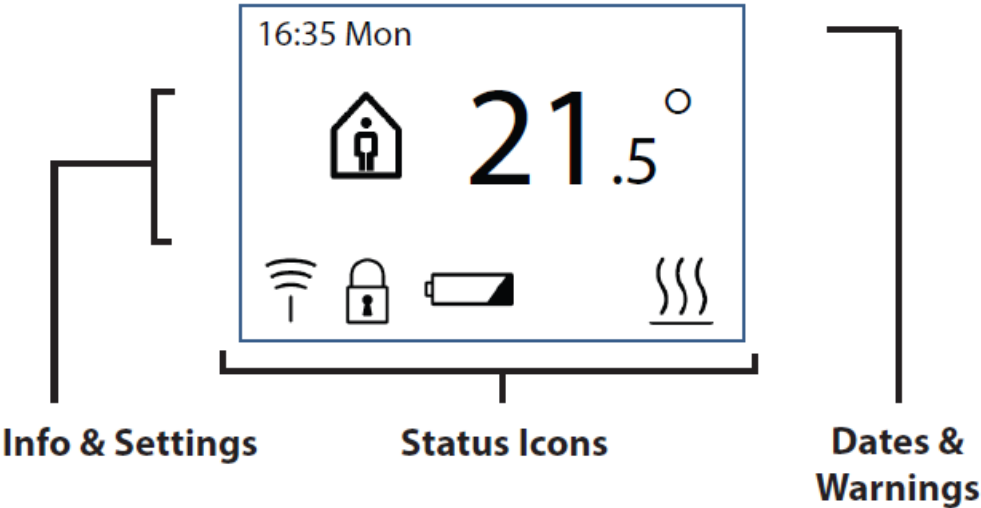 16:35 Mon
21.5°
Info & Settings
Status Icons
Dates &
Warnings